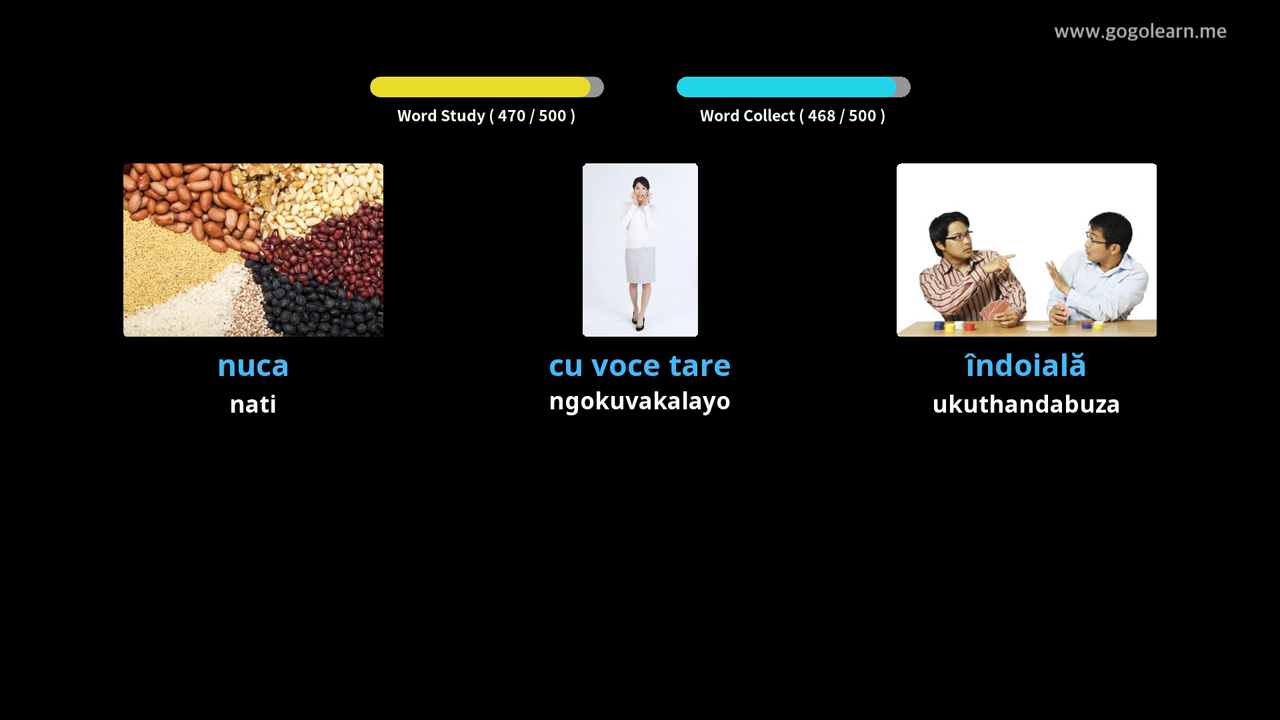 www.gogolearn.me
Word Study ( 470 / 500 )
Word Collect ( 468 / 500 )
nuca
nati
cu voce tare
ngokuvakalayo
îndoială
ukuthandabuza